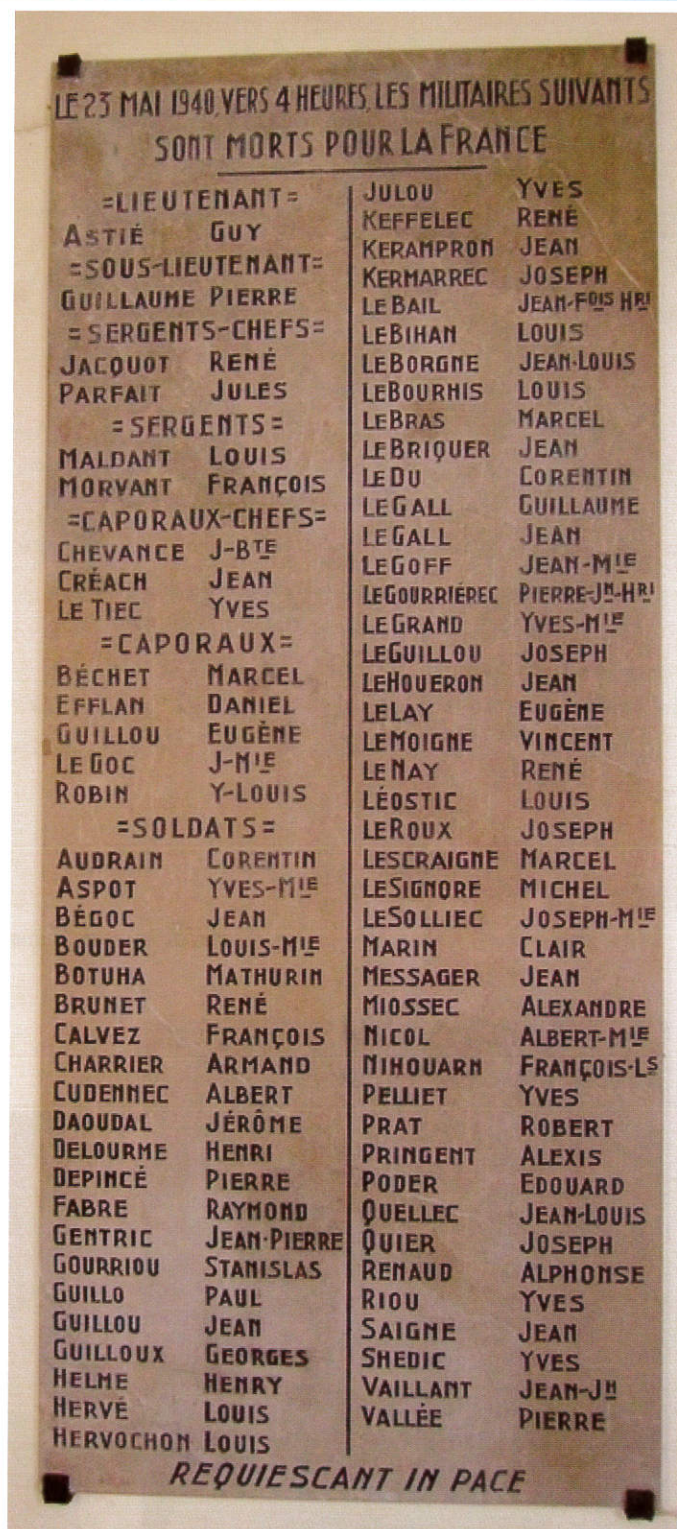 LE 23 MAI 1940, VERS 4 HEURES, LES MILITAIRES SUIVANTS
SONT MORTS POUR LA FRANCE
=LIEUTENANT=
ASTIÉ GUY
=SOUS-LIEUTENANT=
GUILLAUME PIERRE
=SERGENTS-CHEFS=
JACQUOT RENÉ
PARFAIT JULES
=SERGENTS=
MALDANT LOUIS
MORVANT FRANÇOIS
=CAPORAUX-CHEFS=
CHEVANCE J-BTE
CRÉACH JEAN
LE TIEC YVES
=CAPORAUX=
BÉCHET MARCEL
EFFLAN DANIEL
GUILLOU EUGÈNE
LE GOC J-MIE
ROBIN Y-LOUIS
=SOLDATS=
AUDRAIN CORENTIN
ASPOT YVES-MIE
BÉGOC JEAN
BOUDER LOUIS-MIE
BOTUHA MATHURIN
BRUNET RENÉ
CALVEZ FRANÇOIS
CHARRIER ARMAND
CUDENNEC ALBERT
DAOUDAL JÉRÔME
DELOURME HENRI
DEPINCÉ PIERRE
FABRE RAYMOND
GENTRIC JEAN-PIERRE
GOURRIOU STANISLAS
GUILLO PAUL
GUILLOU JEAN
GUILLOUX GEORGES
HELME HENRY
HERVÉ LOUIS
HERVOCHON LOUIS
JULOU YVES
KEFFELEC RENÉ
KERAMPRON JEAN
KERMARREC JOSEPH
LE BAIL JEAN-FOIS HRI
LE BIHAN LOUIS
LE BORGNE JEAN-LOUIS
LE BOURHIS LOUIS
LE BRAS MARCEL
LE BRIQUER JEAN
LE DU CORENTIN
LE GALL GUILLAUME
LE GALL JEAN
LE GOFF JEAN-MIE
LE GOURRIÉREC PIERRE-JN-HRI
LE GRAND YVES-MIE
LE GUILLOU JOSEPH
LE HOUERON JEAN
LE LAY EUGÈNE
LE MOIGNE VINCENT
LE NAY RENÉ
LÉOSTIC LOUIS
LE ROUX JOSEPH
LESCRAIGNE MARCEL
LE SIGNORE MICHEL
LE SOLLIEC JOSEPH-MIE
MARIN CLAIR
MESSAGER JEAN
MIOSSEC ALEXANDRE
NICOL ALBERT-MIE
NIHOUARN FRANÇOIS-LS
PELLIET YVES
PRAT ROBERT
PRINGENT ALEXIS
PODER EDOUARD
QUELLEC JEAN-LOUIS
QUIER JOSEPH
RENAUD ALPHONSE
RIOU YVES
SAIGNE JEAN
SHEDIC YVES
VAILLANT JEAN-JH
VALLÉE PIERRE
REQUIESCANT IN PACE